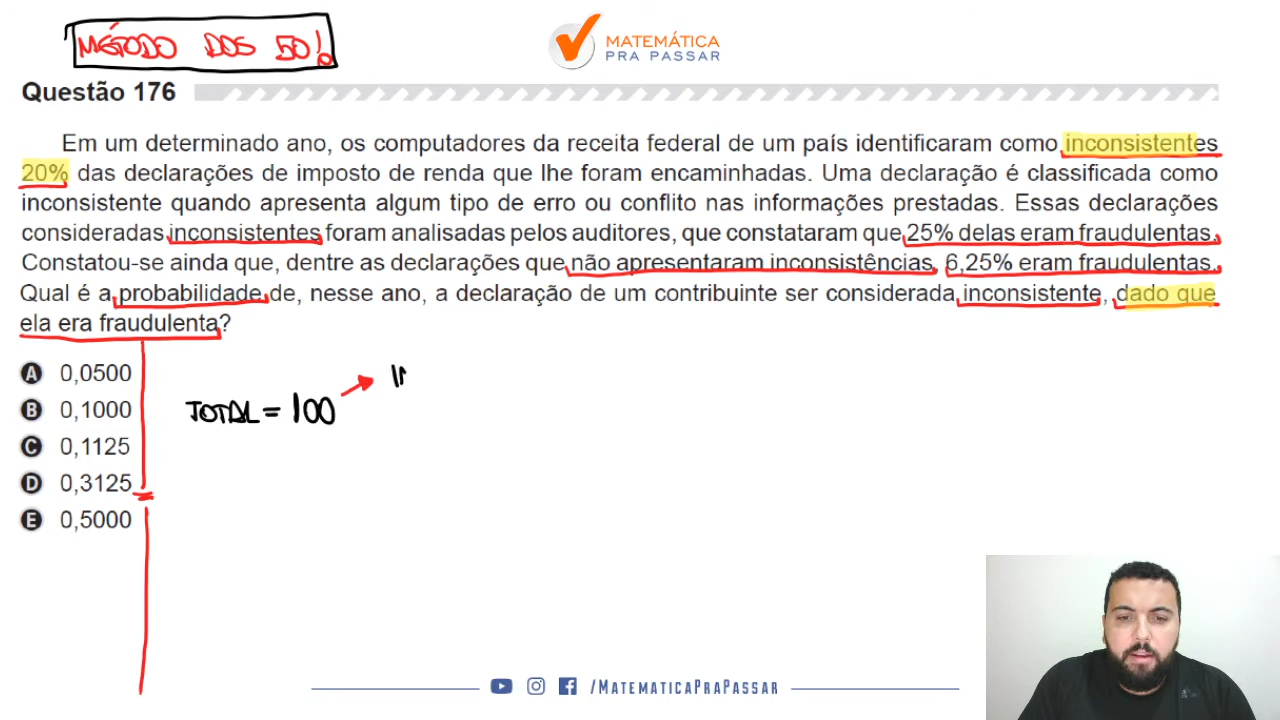 MÉTODO DOS 50!
MATEMÁTICA
PRA PASSAR
Questão 176
Em um determinado ano, os computadores da receita federal de um país identificaram como inconsistentes
20% das declarações de imposto de renda que lhe foram encaminhadas. Uma declaração é classificada como
inconsistente quando apresenta algum tipo de erro ou conflito nas informações prestadas. Essas declarações
consideradas inconsistentes foram analisadas pelos auditores, que constataram que 25% delas eram fraudulentas.
Constatou-se ainda que, dentre as declarações que não apresentaram inconsistências, 6,25% eram fraudulentas.
Qual é a probabilidade de, nesse ano, a declaração de um contribuinte ser considerada inconsistente, dado que
ela era fraudulenta?
A 0,0500
B 0,1000
C 0,1125
D 0,3125
E 0,5000
TOTAL = 100
/MATEMATICAPRAPASSAR